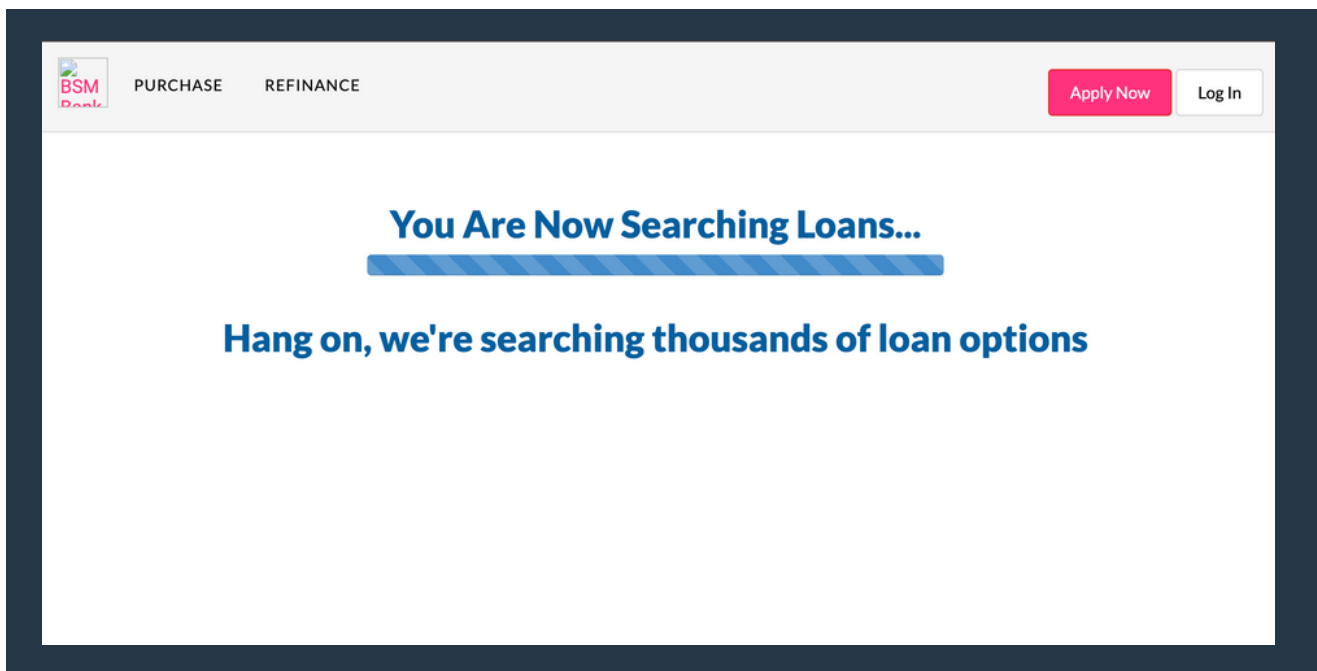 BSM
Bank
PURCHASE
REFINANCE
Apply Now
Log In
You Are Now Searching Loans...
Hang on, we're searching thousands of loan options